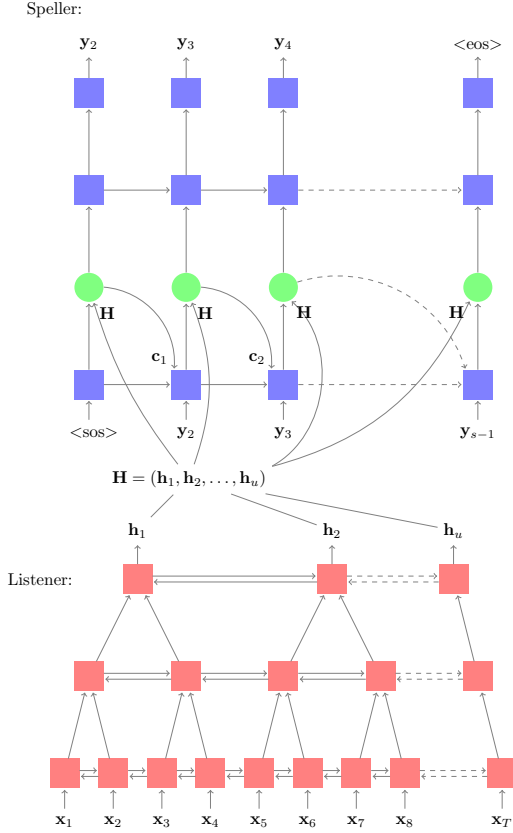 Speller:
y₂ y₃ y₄ <eos>
H H H H
c₁ c₂
<sos> y₂ y₃ yₛ₋₁
H = (h₁, h₂, . . . , hᵤ)
h₁ h₂ hᵤ
Listener:
x₁ x₂ x₃ x₄ x₅ x₆ x₇ x₈ x_T